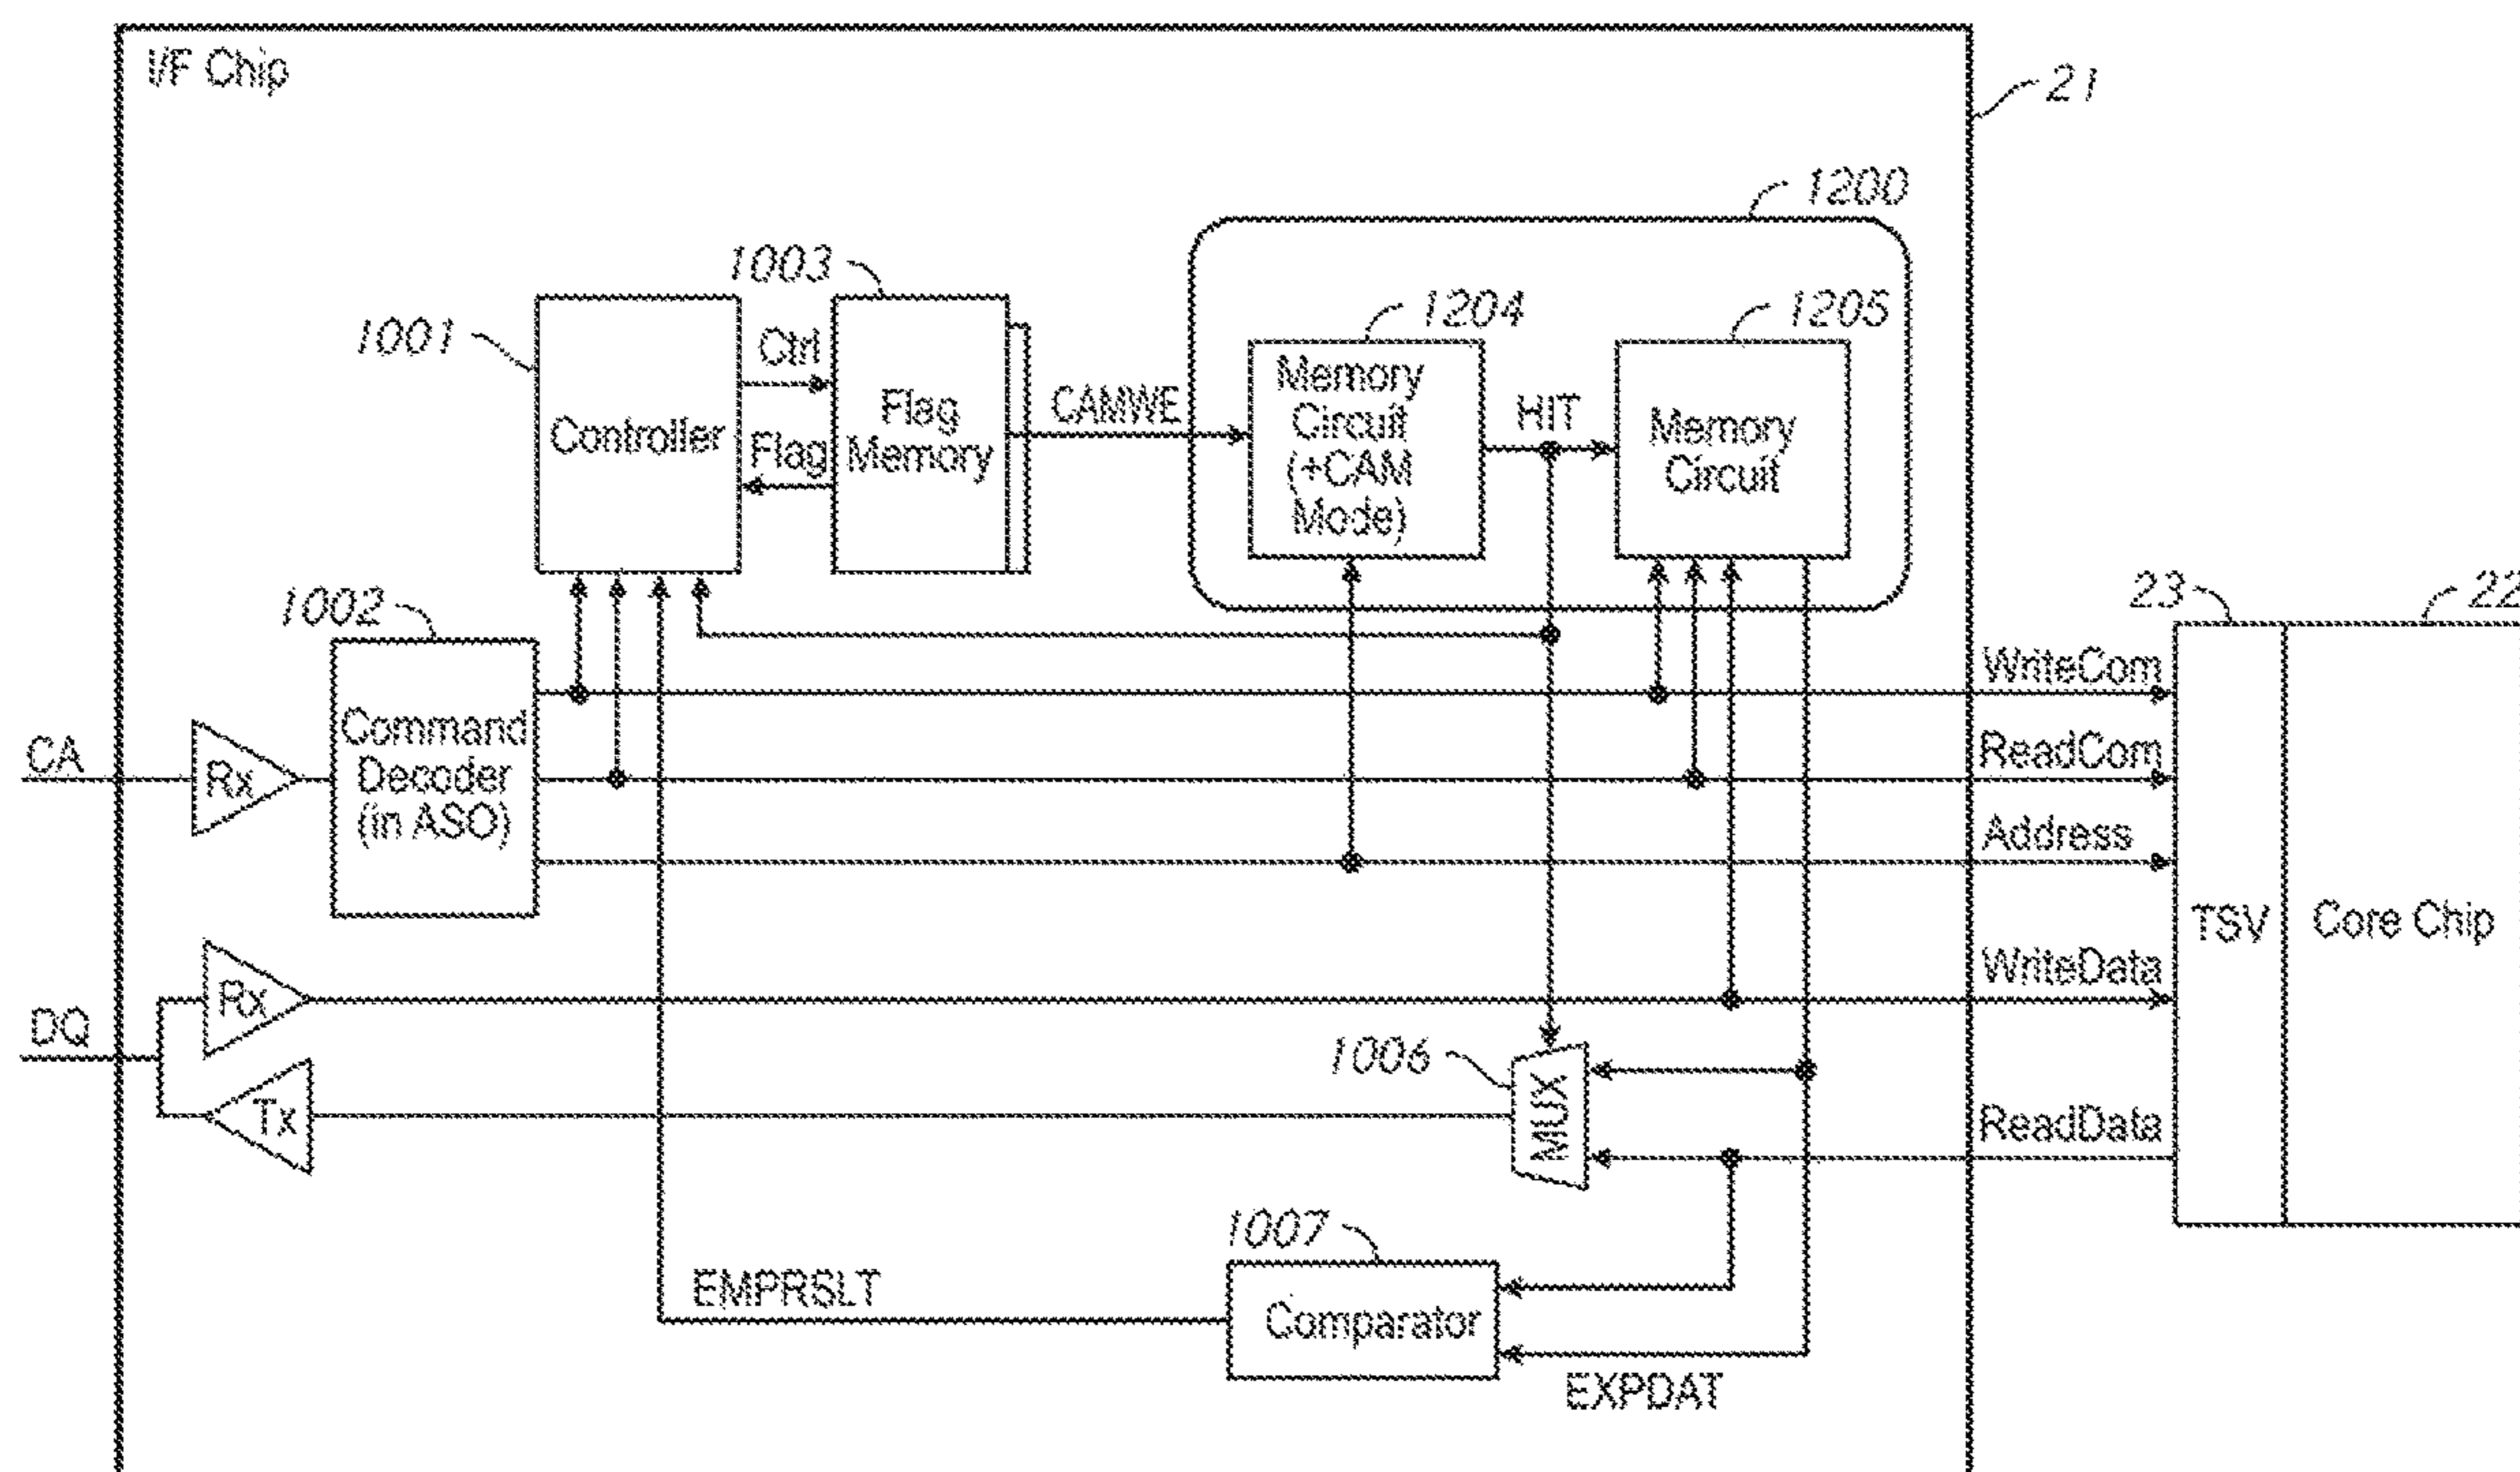 I/F Chip
21
1200
1003
1204
1205
1001
Ctrl
Controller
Flag
Flag
Memory
CAMWE
Memory
Circuit
(+CAM
Mode)
HIT
Memory
Circuit
1002
23
22
Command
Decoder
(in ASO)
CA
Rx
WriteCom
ReadCom
Address
TSV
Core Chip
WriteData
DQ
Rx
Tx
1006
MUX
ReadData
1007
EMPRSLT
Comparator
EXPDAT